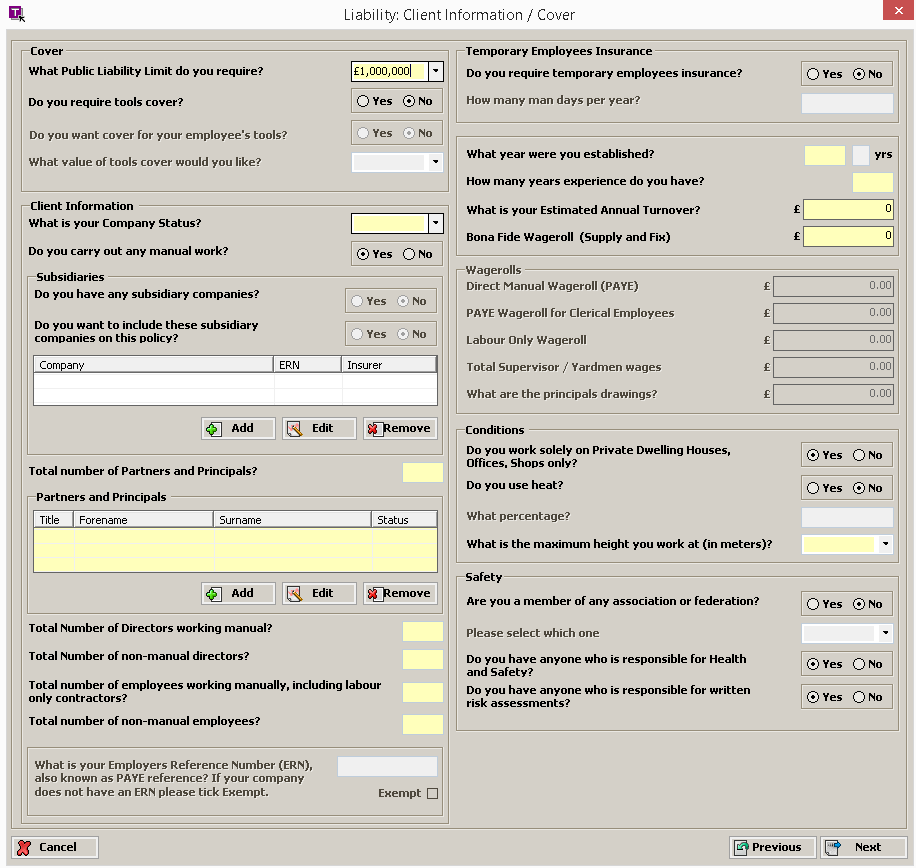 Liability: Client Information / Cover
Cover
What Public Liability Limit do you require?
£1,000,000
Do you require tools cover?
Yes No
Do you want cover for your employee's tools?
Yes No
What value of tools cover would you like?
Client Information
What is your Company Status?
Do you carry out any manual work?
Yes No
Subsidiaries
Do you have any subsidiary companies?
Yes No
Do you want to include these subsidiary
companies on this policy?
Yes No
Company ERN Insurer
Add Edit Remove
Total number of Partners and Principals?
Partners and Principals
Title Forename Surname Status
Add Edit Remove
Total Number of Directors working manual?
Total Number of non-manual directors?
Total number of employees working manually, including labour
only contractors?
Total number of non-manual employees?
What is your Employers Reference Number (ERN),
also known as PAYE reference? If your company
does not have an ERN please tick Exempt.
Exempt
Temporary Employees Insurance
Do you require temporary employees insurance?
Yes No
How many man days per year?
What year were you established?
yrs
How many years experience do you have?
What is your Estimated Annual Turnover?
£ 0
Bona Fide Wageroll (Supply and Fix)
£ 0
Wagerolls
Direct Manual Wageroll (PAYE)
£ 0.00
PAYE Wageroll for Clerical Employees
£ 0.00
Labour Only Wageroll
£ 0.00
Total Supervisor / Yardmen wages
£ 0.00
What are the principals drawings?
£ 0.00
Conditions
Do you work solely on Private Dwelling Houses,
Offices, Shops only?
Yes No
Do you use heat?
Yes No
What percentage?
What is the maximum height you work at (in meters)?
Safety
Are you a member of any association or federation?
Yes No
Please select which one
Do you have anyone who is responsible for Health
and Safety?
Yes No
Do you have anyone who is responsible for written
risk assessments?
Yes No
Cancel
Previous
Next